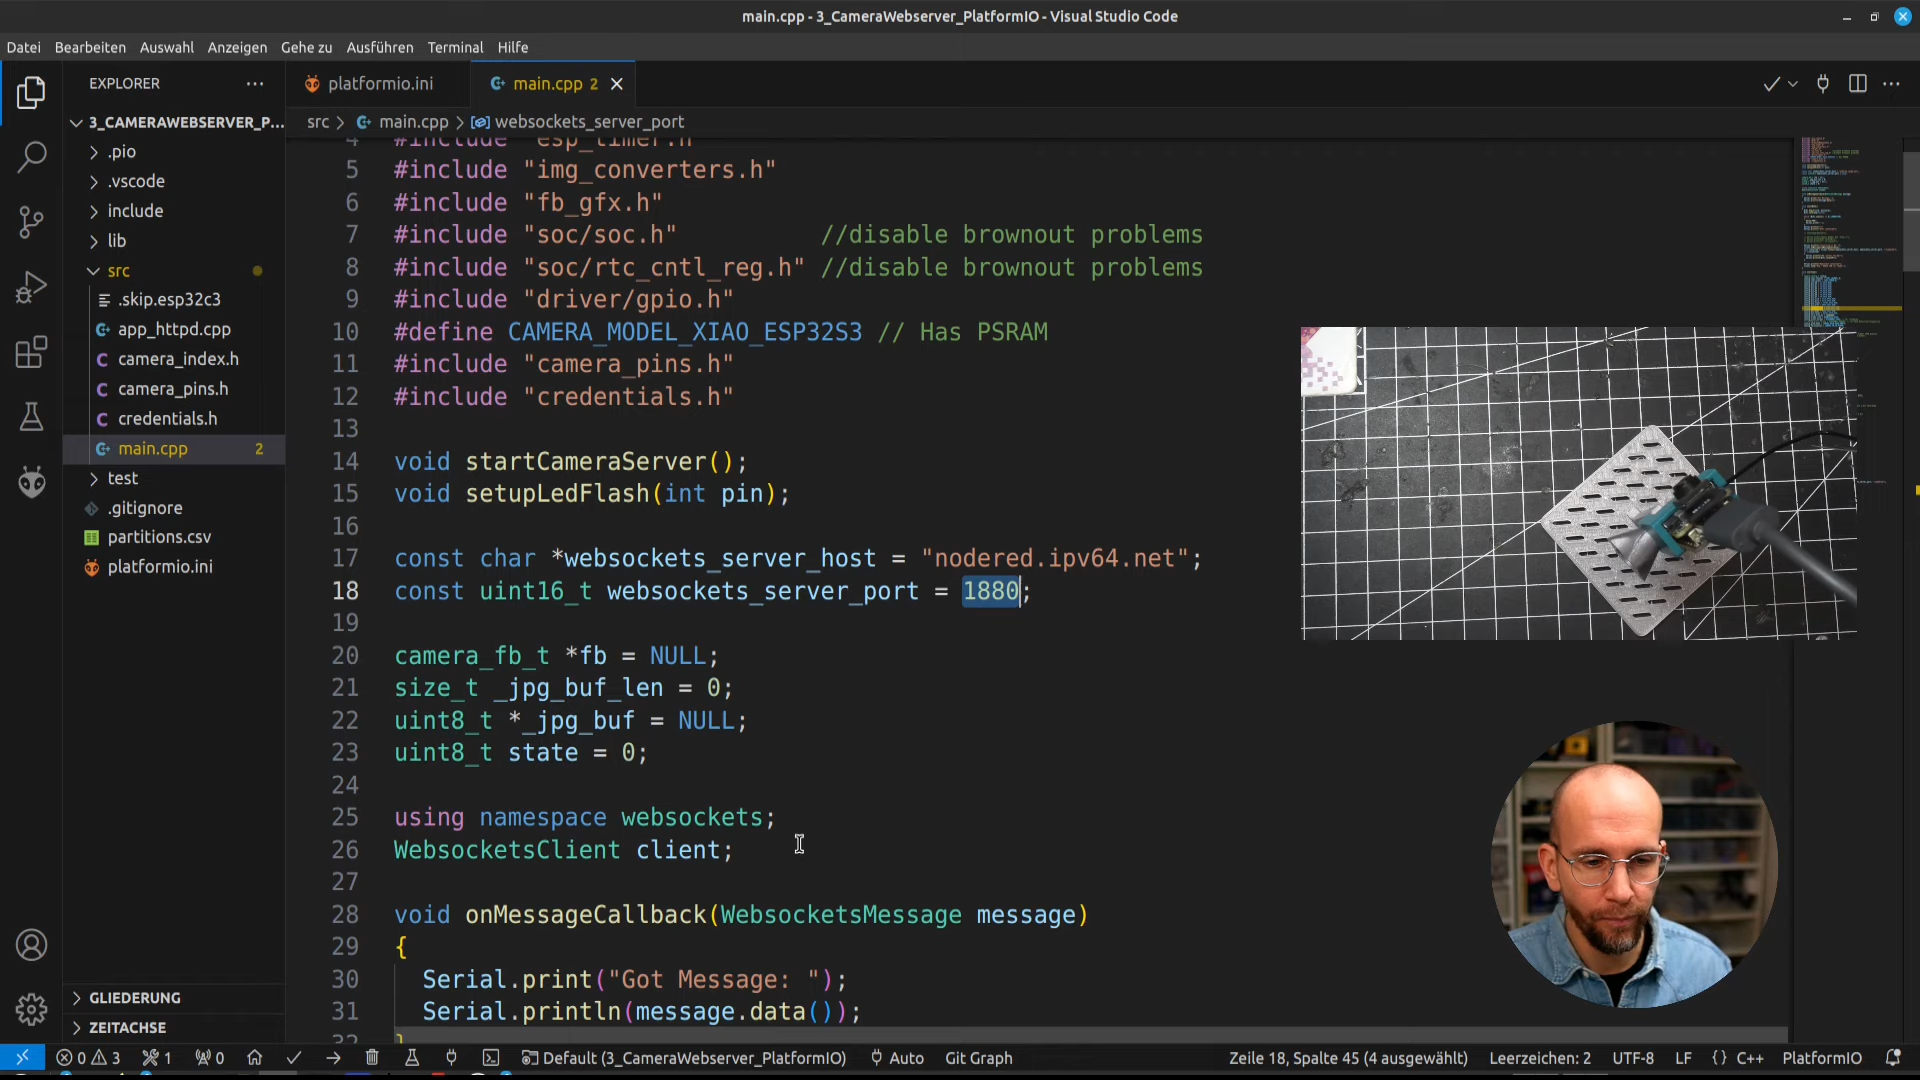 main.cpp - 3_CameraWebserver_PlatformIO - Visual Studio Code
Datei Bearbeiten Auswahl Anzeigen Gehe zu Ausführen Terminal Hilfe
EXPLORER
3_CAMERAWEBSERVER_P...
.pio
.vscode
include
lib
src
.skip.esp32c3
app_httpd.cpp
camera_index.h
camera_pins.h
credentials.h
main.cpp 2
test
.gitignore
partitions.csv
platformio.ini
GLIEDERUNG
ZEITACHSE
platformio.ini main.cpp 2
src > main.cpp > websockets_server_port
4 #include "esp_timer.h"
5 #include "img_converters.h"
6 #include "fb_gfx.h"
7 #include "soc/soc.h" //disable brownout problems
8 #include "soc/rtc_cntl_reg.h" //disable brownout problems
9 #include "driver/gpio.h"
10 #define CAMERA_MODEL_XIAO_ESP32S3 // Has PSRAM
11 #include "camera_pins.h"
12 #include "credentials.h"
13
14 void startCameraServer();
15 void setupLedFlash(int pin);
16
17 const char *websockets_server_host = "nodered.ipv64.net";
18 const uint16_t websockets_server_port = 1880;
19
20 camera_fb_t *fb = NULL;
21 size_t _jpg_buf_len = 0;
22 uint8_t *_jpg_buf = NULL;
23 uint8_t state = 0;
24
25 using namespace websockets;
26 WebsocketsClient client;
27
28 void onMessageCallback(WebsocketsMessage message)
29 {
30 Serial.print("Got Message: ");
31 Serial.println(message.data());
32 }
0 3 1 0 Default (3_CameraWebserver_PlatformIO) Auto Git Graph Zeile 18, Spalte 45 (4 ausgewählt) Leerzeichen: 2 UTF-8 LF {} C++ PlatformIO